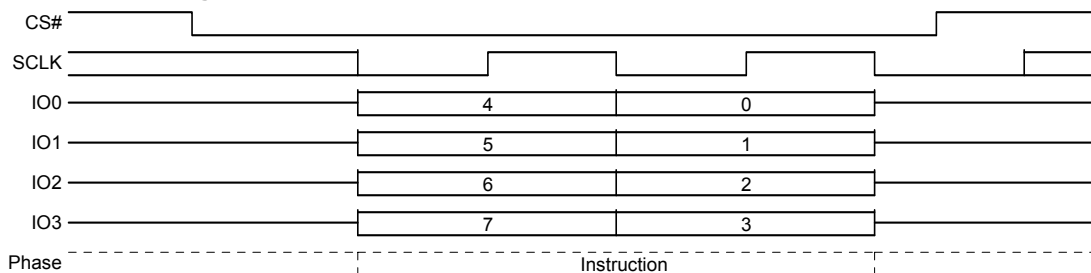 CS#
SCLK
IO0 4 0
IO1 5 1
IO2 6 2
IO3 7 3
Phase Instruction